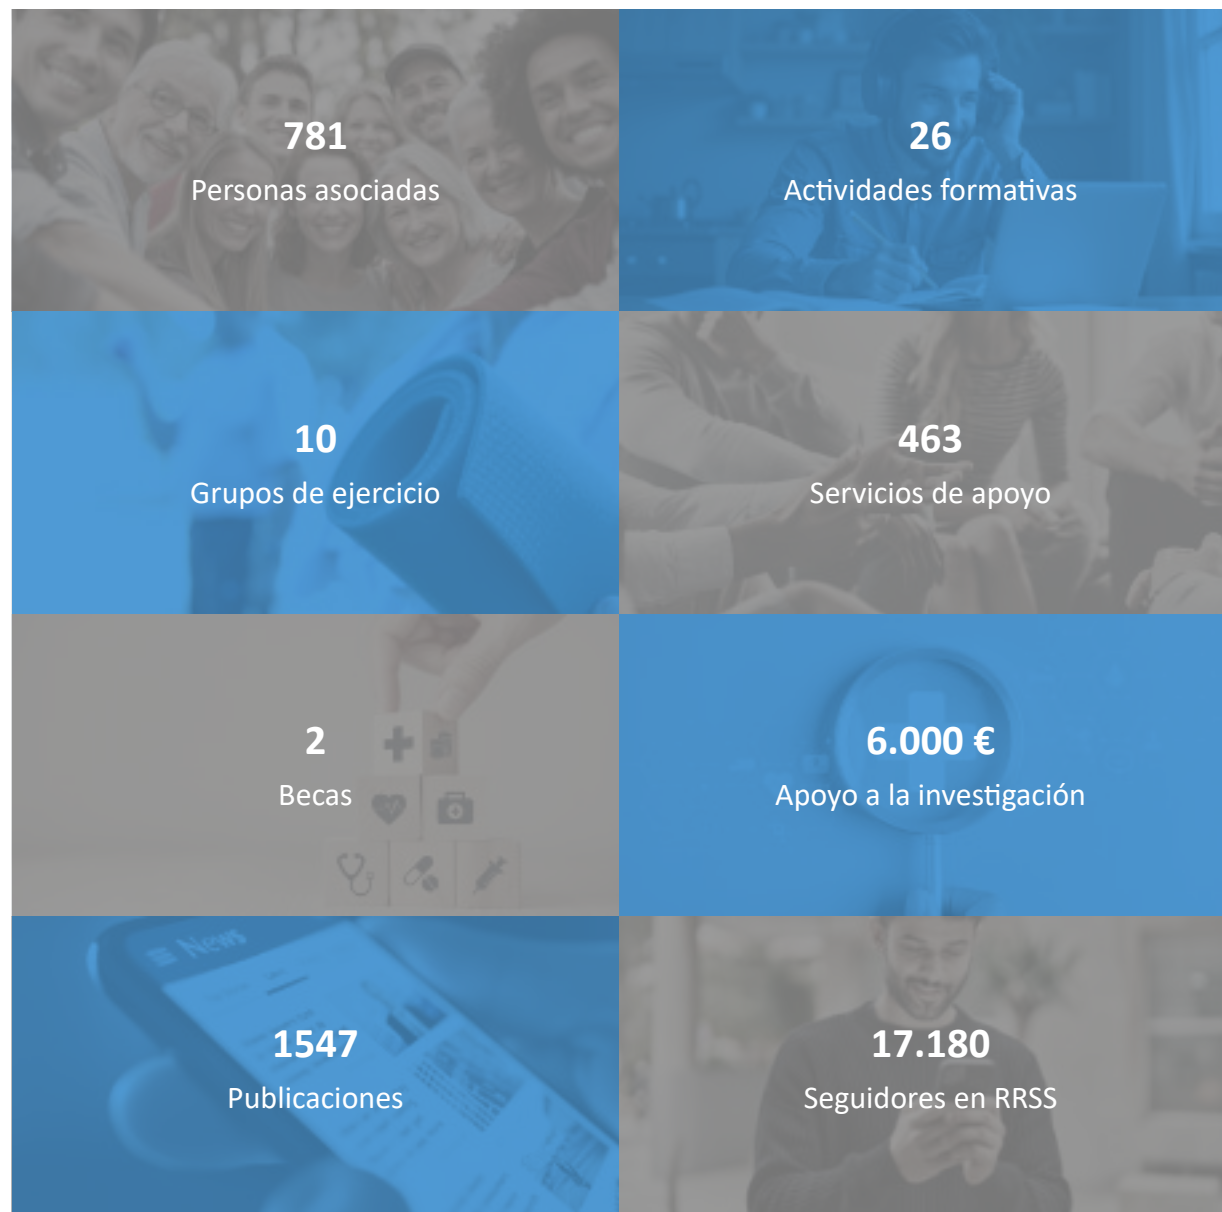 781
Personas asociadas
26
Actividades formativas
10
Grupos de ejercicio
463
Servicios de apoyo
2
Becas
6.000 €
Apoyo a la investigación
News
1547
Publicaciones
17.180
Seguidores en RRSS